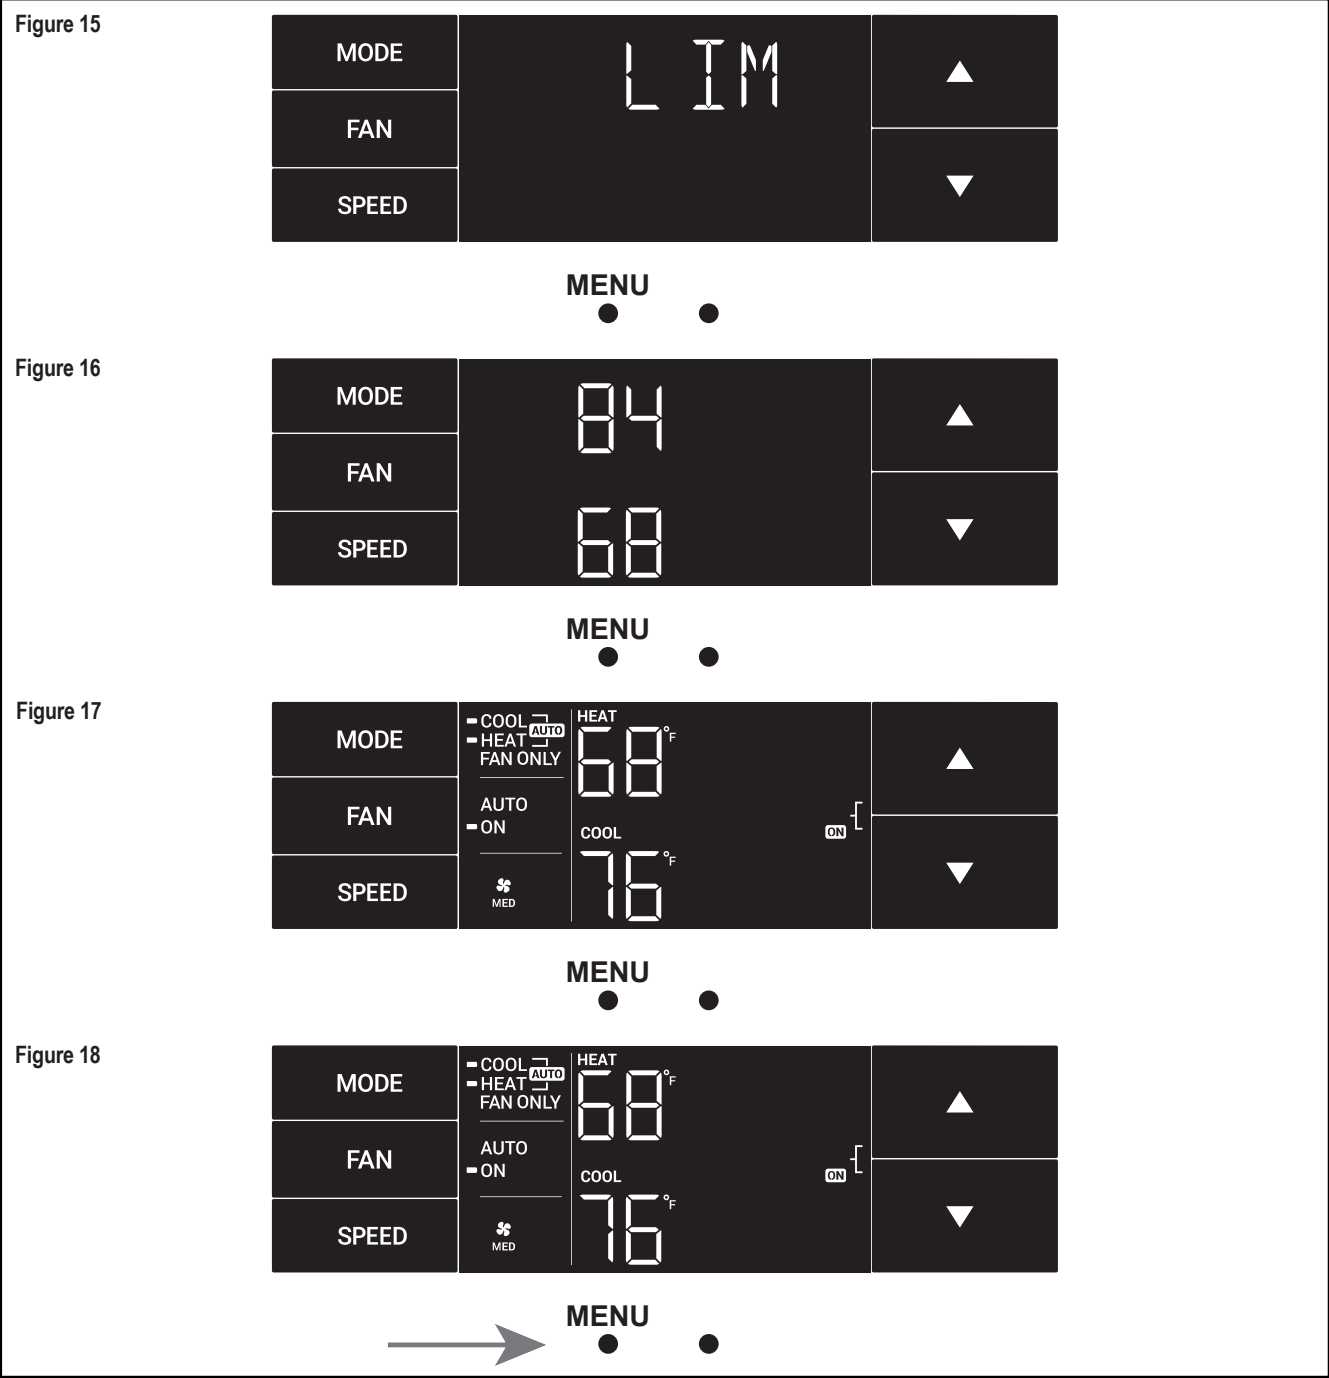 Figure 15
MODE
FAN
SPEED
LIM
MENU
Figure 16
MODE
FAN
SPEED
84
68
MENU
Figure 17
MODE
FAN
SPEED
COOL
HEAT
AUTO
FAN ONLY
AUTO
ON
MED
HEAT
68°F
COOL
76°F
ON
MENU
Figure 18
MODE
FAN
SPEED
COOL
HEAT
AUTO
FAN ONLY
AUTO
ON
MED
HEAT
68°F
COOL
76°F
ON
MENU